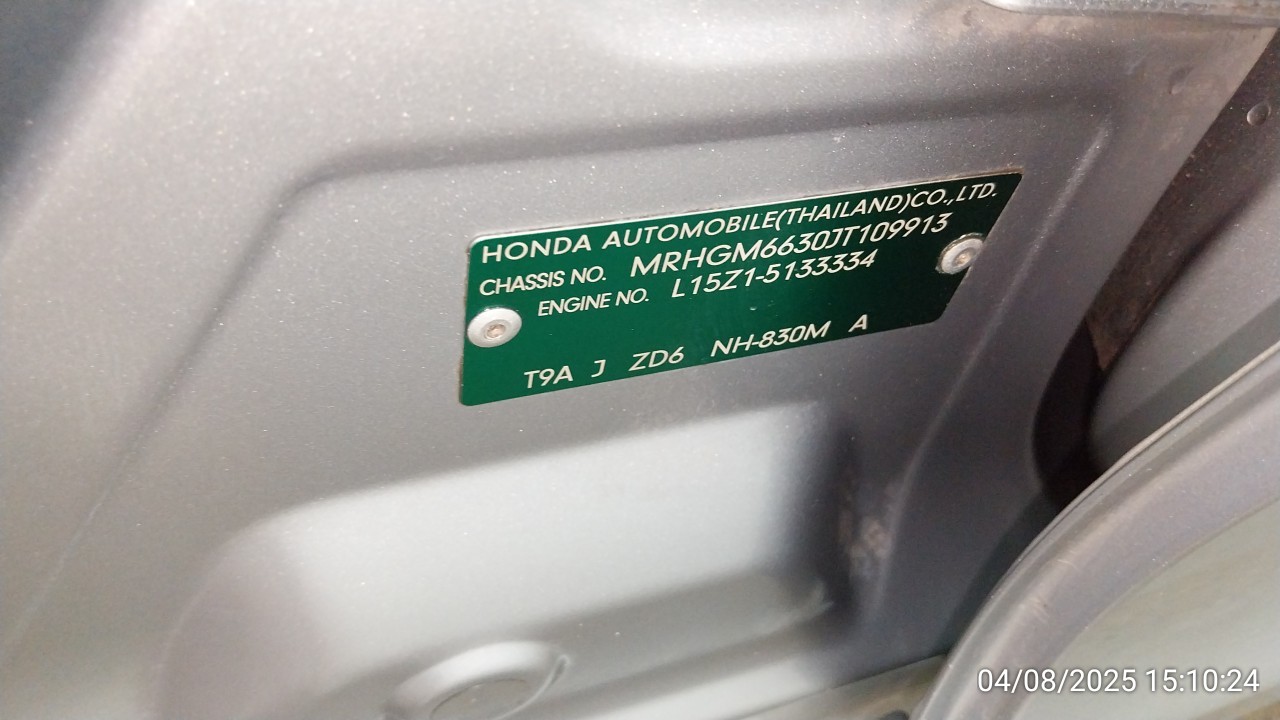 HONDA AUTOMOBILE(THAILAND)CO.,LTD.
CHASSIS NO. MRHGM6630JT109913
ENGINE NO. L15Z1-5133334
T9A J ZD6 NH-830M A
04/08/2025 15:10:24